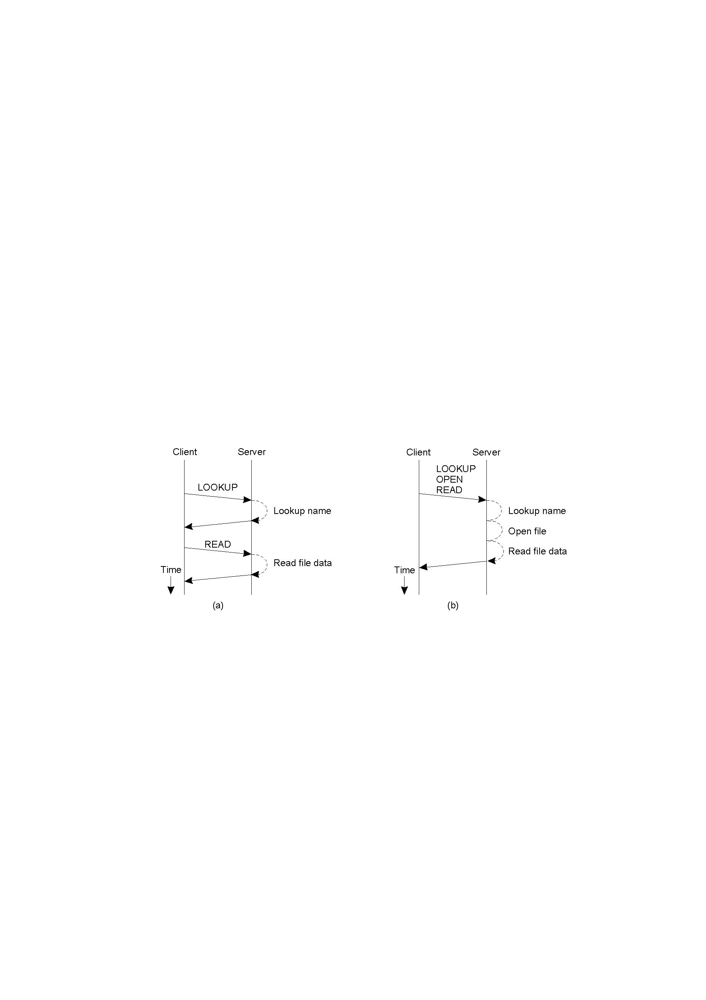 Client
Server
LOOKUP
Lookup name
READ
Read file data
Time
(a)
Client
Server
LOOKUP
OPEN
READ
Lookup name
Open file
Read file data
Time
(b)